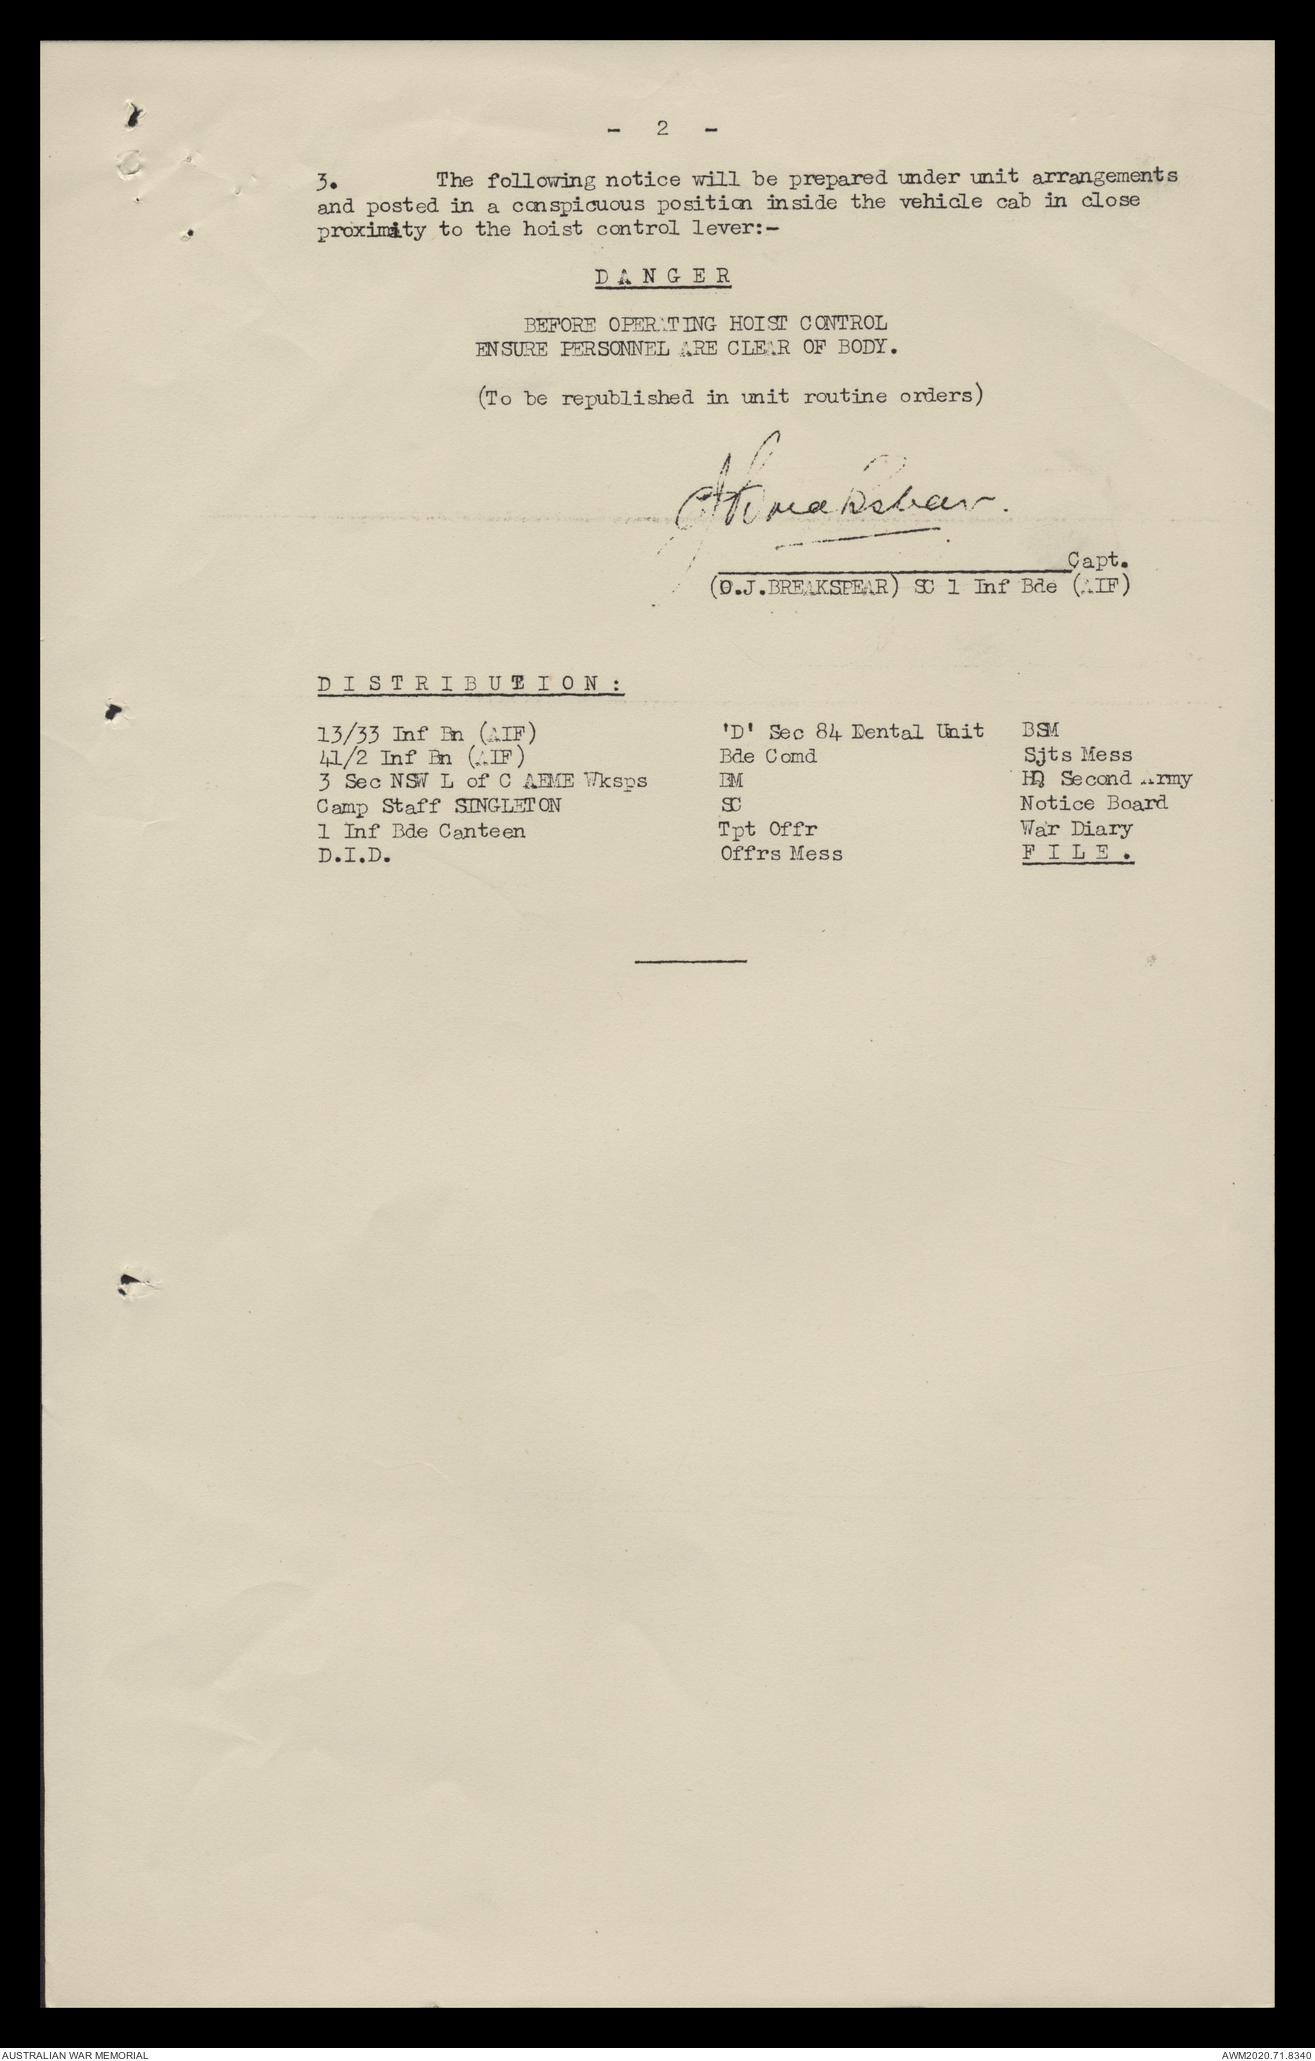 - 2 -
3. The following notice will be prepared under unit arrangements
and posted in a conspicuous position inside the vehicle cab in close
proximity to the hoist control lever:-
D A N G E R
BEFORE OPERATING HOIST CONTROL
ENSURE PERSONNEL ARE CLEAR OF BODY.
(To be republished in unit routine orders)
Capt.
(O.J.BREAKSPEAR) SC 1 Inf Bde (AIF)
D I S T R I B U T I O N :
13/33 Inf Bn (AIF) 'D' Sec 84 Dental Unit BSM
41/2 Inf Bn (AIF) Bde Comd Sjts Mess
3 Sec NSW L of C AEME Wksps BM HQ Second Army
Camp Staff SINGLETON SC Notice Board
1 Inf Bde Canteen Tpt Offr War Diary
D.I.D. Offrs Mess F I L E .
AUSTRALIAN WAR MEMORIAL AWM2020.71.8340